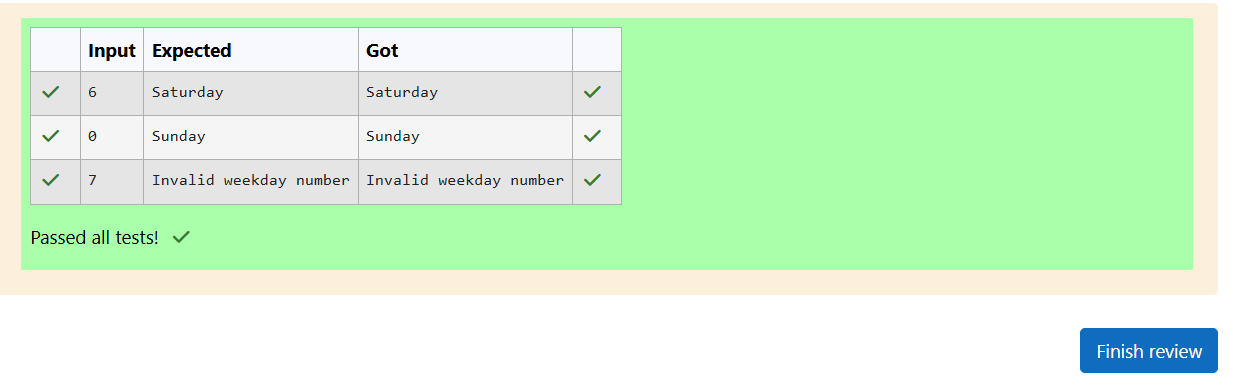 Input Expected Got
6 Saturday Saturday
0 Sunday Sunday
7 Invalid weekday number Invalid weekday number
Passed all tests!
Finish review